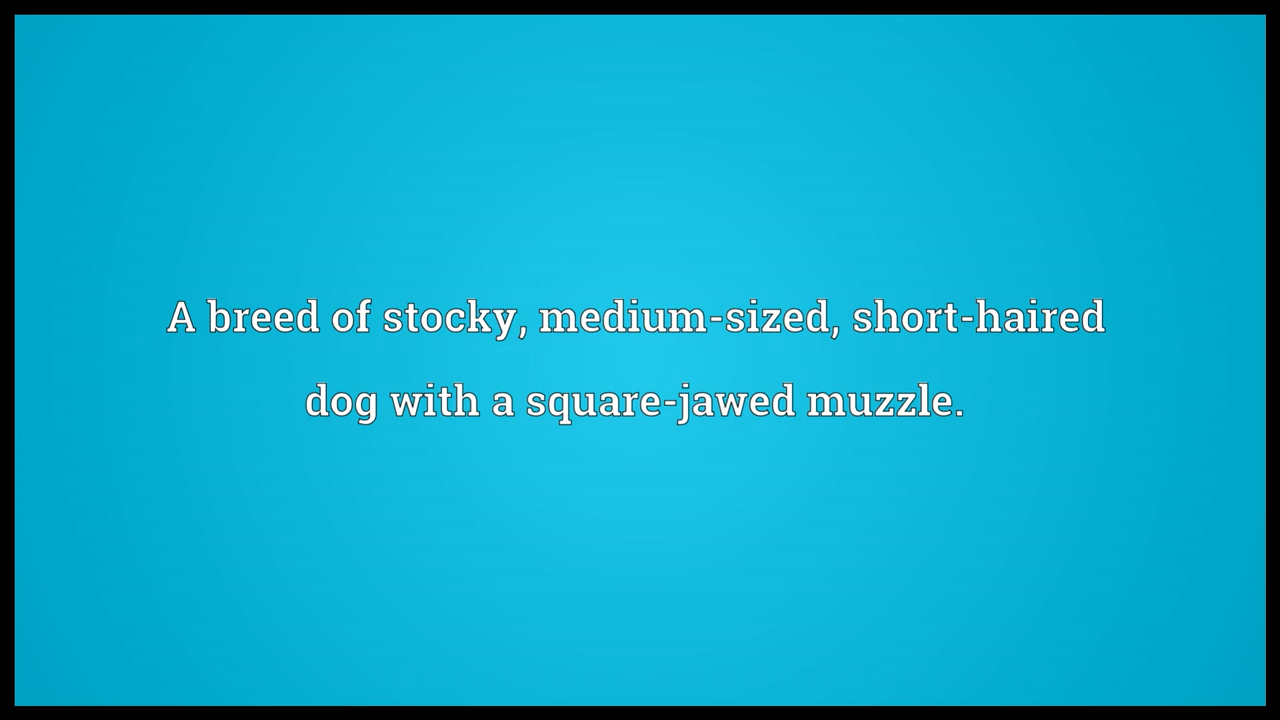 A breed of stocky, medium-sized, short-haired
dog with a square-jawed muzzle.